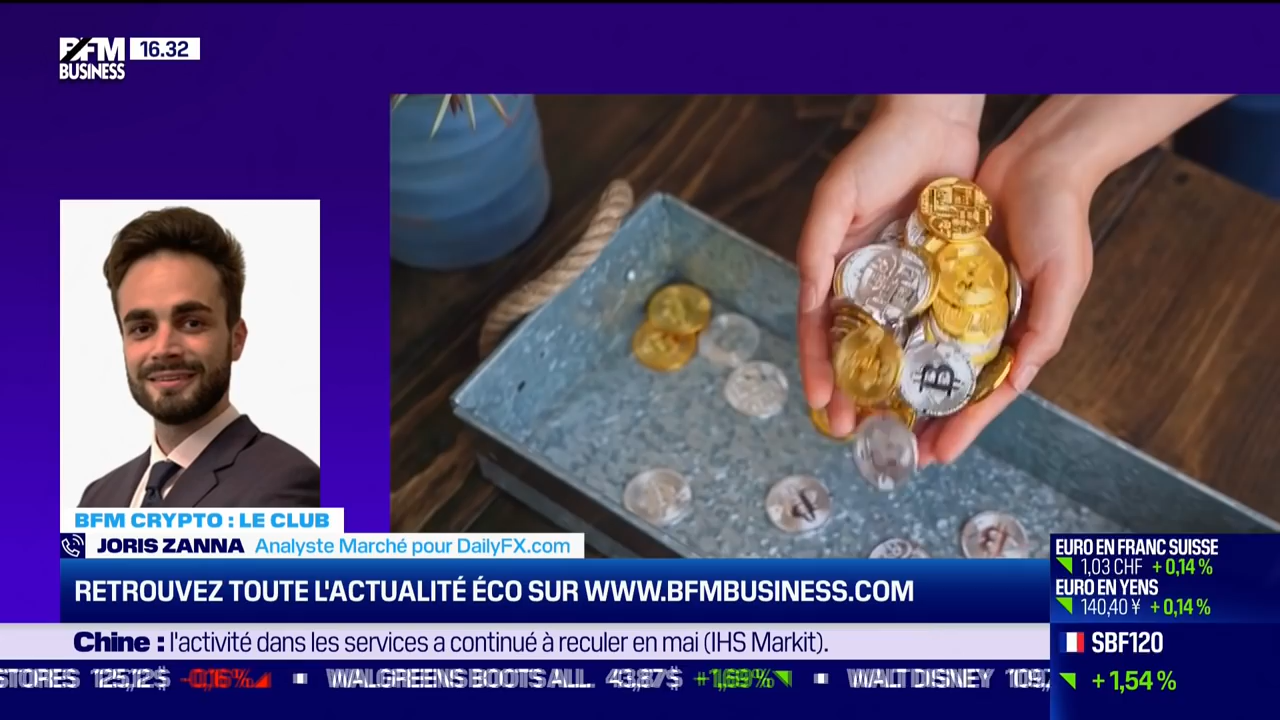 BFM
BUSINESS
16.32
BFM CRYPTO : LE CLUB
JORIS ZANNA Analyste Marché pour DailyFX.com
RETROUVEZ TOUTE L'ACTUALITÉ ÉCO SUR WWW.BFMBUSINESS.COM
Chine : l'activité dans les services a continué à reculer en mai (IHS Markit).
STORES 125,12$ -0,16% WALGREENS BOOTS ALL. 43,87$ +1,69% WALT DISNEY 109,
EURO EN FRANC SUISSE
1,03 CHF + 0,14 %
EURO EN YENS
140,40 ¥ + 0,14 %
SBF120
+ 1,54 %